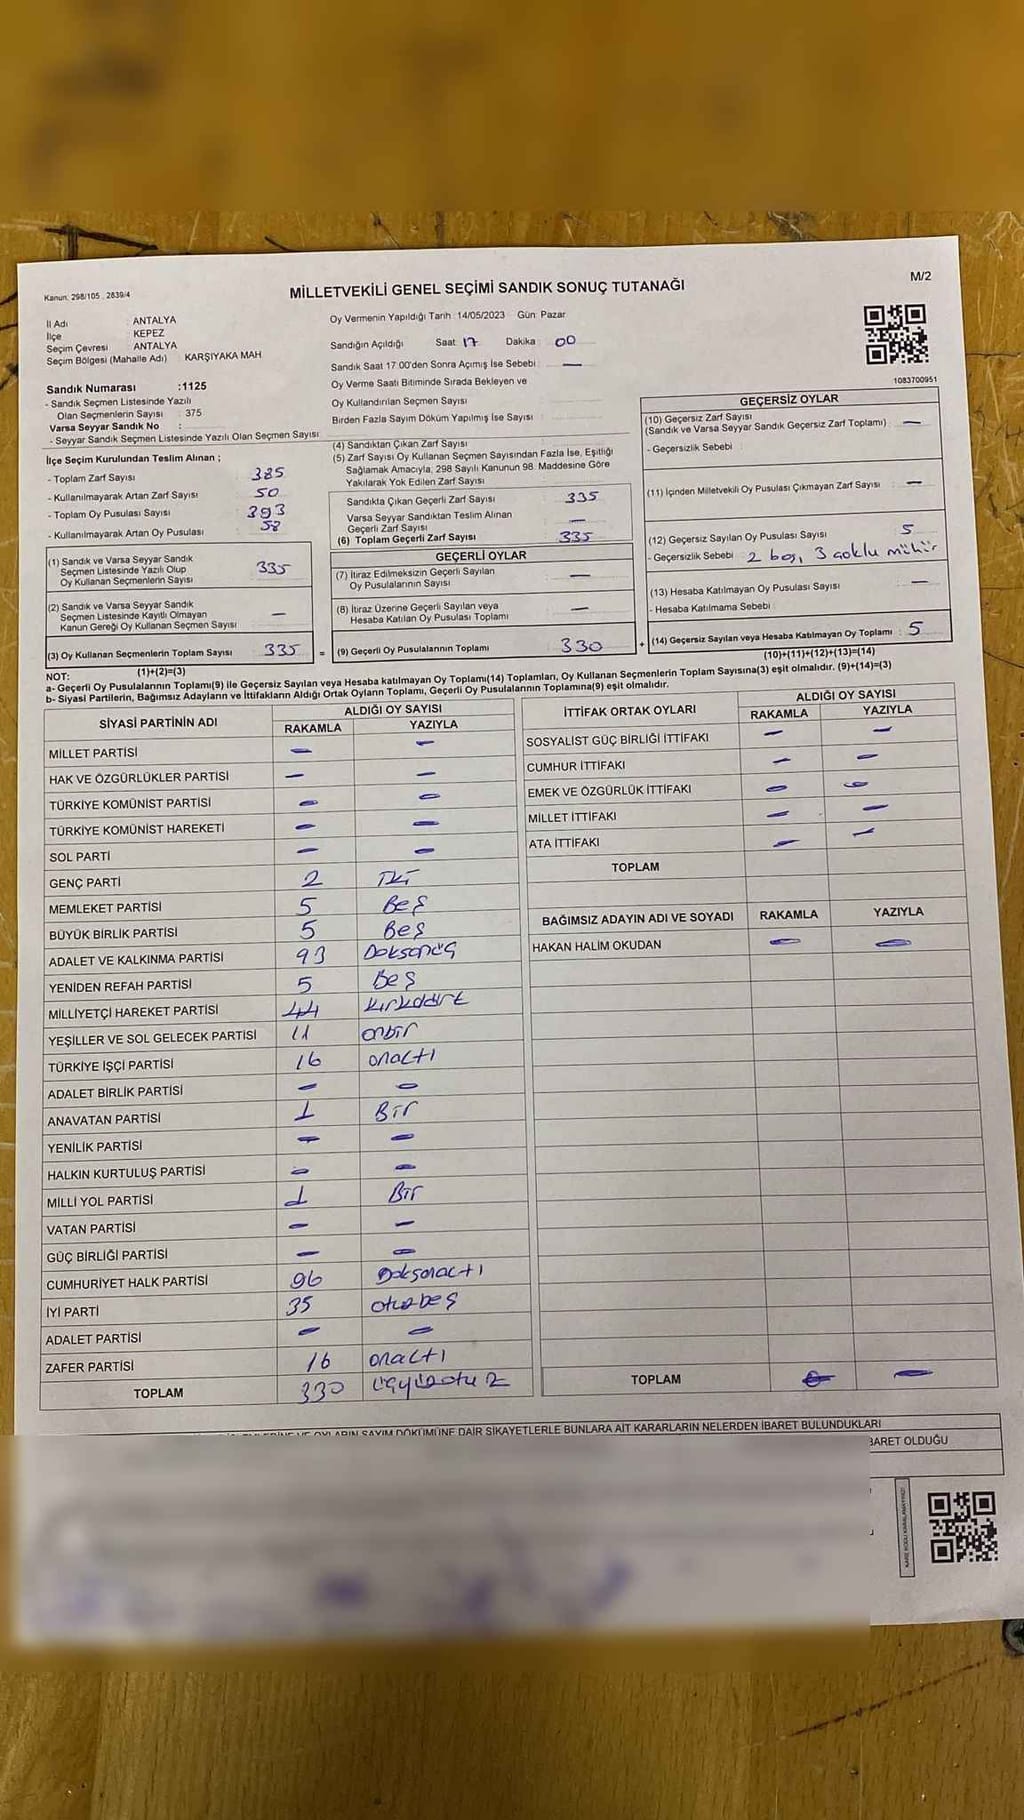 Kanun: 298/105 , 2839/4
MİLLETVEKİLİ GENEL SEÇİMİ SANDIK SONUÇ TUTANAĞI
M/2
İl Adı : ANTALYA
İlçe : KEPEZ
Seçim Çevresi : ANTALYA
Seçim Bölgesi (Mahalle Adı) : KARŞIYAKA MAH
Sandık Numarası :1125
- Sandık Seçmen Listesinde Yazılı
Olan Seçmenlerin Sayısı : 375
Varsa Seyyar Sandık No :
- Seyyar Sandık Seçmen Listesinde Yazılı Olan Seçmen Sayısı :
İlçe Seçim Kurulundan Teslim Alınan ;
- Toplam Zarf Sayısı : 385
- Kullanılmayarak Artan Zarf Sayısı : 50
- Toplam Oy Pusulası Sayısı : 393
- Kullanılmayarak Artan Oy Pusulası : 58
(1) Sandık ve Varsa Seyyar Sandık
Seçmen Listesinde Yazılı Olup
Oy Kullanan Seçmenlerin Sayısı : 335
(2) Sandık ve Varsa Seyyar Sandık
Seçmen Listesinde Kayıtlı Olmayan
Kanun Gereği Oy Kullanan Seçmen Sayısı : -
(3) Oy Kullanan Seçmenlerin Toplam Sayısı : 335 =
(1)+(2)=(3)
Oy Vermenin Yapıldığı Tarih : 14/05/2023 Gün: Pazar
Sandığın Açıldığı Saat 17 Dakika : 00
Sandık Saat 17:00'den Sonra Açımış İse Sebebi : -
Oy Verme Saati Bitiminde Sırada Bekleyen ve
Oy Kullandırılan Seçmen Sayısı :
Birden Fazla Sayım Döküm Yapılmış İse Sayısı :
(4) Sandıktan Çıkan Zarf Sayısı :
(5) Zarf Sayısı Oy Kullanan Seçmen Sayısından Fazla İse, Eşitliği
Sağlamak Amacıyla, 298 Sayılı Kanunun 98. Maddesine Göre
Yakılarak Yok Edilen Zarf Sayısı :
Sandıkta Çıkan Geçerli Zarf Sayısı : 335
Varsa Seyyar Sandıktan Teslim Alınan
Geçerli Zarf Sayısı : -
(6) Toplam Geçerli Zarf Sayısı : 335
GEÇERLİ OYLAR
(7) İtiraz Edilmeksizin Geçerli Sayılan
Oy Pusulalarının Sayısı : -
(8) İtiraz Üzerine Geçerli Sayılan veya
Hesaba Katılan Oy Pusulası Toplamı : -
(9) Geçerli Oy Pusulalarının Toplamı : 330 +
1083700951
GEÇERSİZ OYLAR
(10) Geçersiz Zarf Sayısı
(Sandık ve Varsa Seyyar Sandık Geçersiz Zarf Toplamı) : -
- Geçersizlik Sebebi :
(11) İçinden Milletvekili Oy Pusulası Çıkmayan Zarf Sayısı : -
(12) Geçersiz Sayılan Oy Pusulası Sayısı : 5
- Geçersizlik Sebebi : 2 boş, 3 çoklu mühür
(13) Hesaba Katılmayan Oy Pusulası Sayısı : -
- Hesaba Katılmama Sebebi :
(14) Geçersiz Sayılan veya Hesaba Katılmayan Oy Toplamı : 5
(10)+(11)+(12)+(13)=(14)
NOT:
a- Geçerli Oy Pusulalarının Toplamı(9) ile Geçersiz Sayılan veya Hesaba katılmayan Oy Toplamı(14) Toplamları, Oy Kullanan Seçmenlerin Toplam Sayısına(3) eşit olmalıdır. (9)+(14)=(3)
b- Siyasi Partilerin, Bağımsız Adayların ve İttifakların Aldığı Ortak Oyların Toplamı, Geçerli Oy Pusulalarının Toplamına(9) eşit olmalıdır.
SİYASİ PARTİNİN ADI ALDIĞI OY SAYISI
RAKAMLA YAZIYLA
MİLLET PARTİSİ - -
HAK VE ÖZGÜRLÜKLER PARTİSİ - -
TÜRKİYE KOMÜNİST PARTİSİ - -
TÜRKİYE KOMÜNİST HAREKETİ - -
SOL PARTİ - -
GENÇ PARTİ 2 İki
MEMLEKET PARTİSİ 5 Beş
BÜYÜK BİRLİK PARTİSİ 5 Beş
ADALET VE KALKINMA PARTİSİ 93 Doksanüç
YENİDEN REFAH PARTİSİ 5 Beş
MİLLİYETÇİ HAREKET PARTİSİ 44 Kırkdört
YEŞİLLER VE SOL GELECEK PARTİSİ 11 onbir
TÜRKİYE İŞÇİ PARTİSİ 16 onaltı
ADALET BİRLİK PARTİSİ - -
ANAVATAN PARTİSİ 1 Bir
YENİLİK PARTİSİ - -
HALKIN KURTULUŞ PARTİSİ - -
MİLLİ YOL PARTİSİ 1 Bir
VATAN PARTİSİ - -
GÜÇ BİRLİĞİ PARTİSİ - -
CUMHURİYET HALK PARTİSİ 96 Doksanaltı
İYİ PARTİ 35 otuzbeş
ADALET PARTİSİ - -
ZAFER PARTİSİ 16 onaltı
TOPLAM 330 üçyüzotuz
İTTİFAK ORTAK OYLARI ALDIĞI OY SAYISI
RAKAMLA YAZIYLA
SOSYALİST GÜÇ BİRLİĞİ İTTİFAKI - -
CUMHUR İTTİFAKI - -
EMEK VE ÖZGÜRLÜK İTTİFAKI - -
MİLLET İTTİFAKI - -
ATA İTTİFAKI - -
TOPLAM
BAĞIMSIZ ADAYIN ADI VE SOYADI RAKAMLA YAZIYLA
HAKAN HALİM OKUDAN - -
TOPLAM - -
OYLARIN SAYIM DÖKÜMÜNE DAİR ŞİKAYETLERLE BUNLARA AİT KARARLARIN NELERDEN İBARET BULUNDUKLARI
OLDUĞU